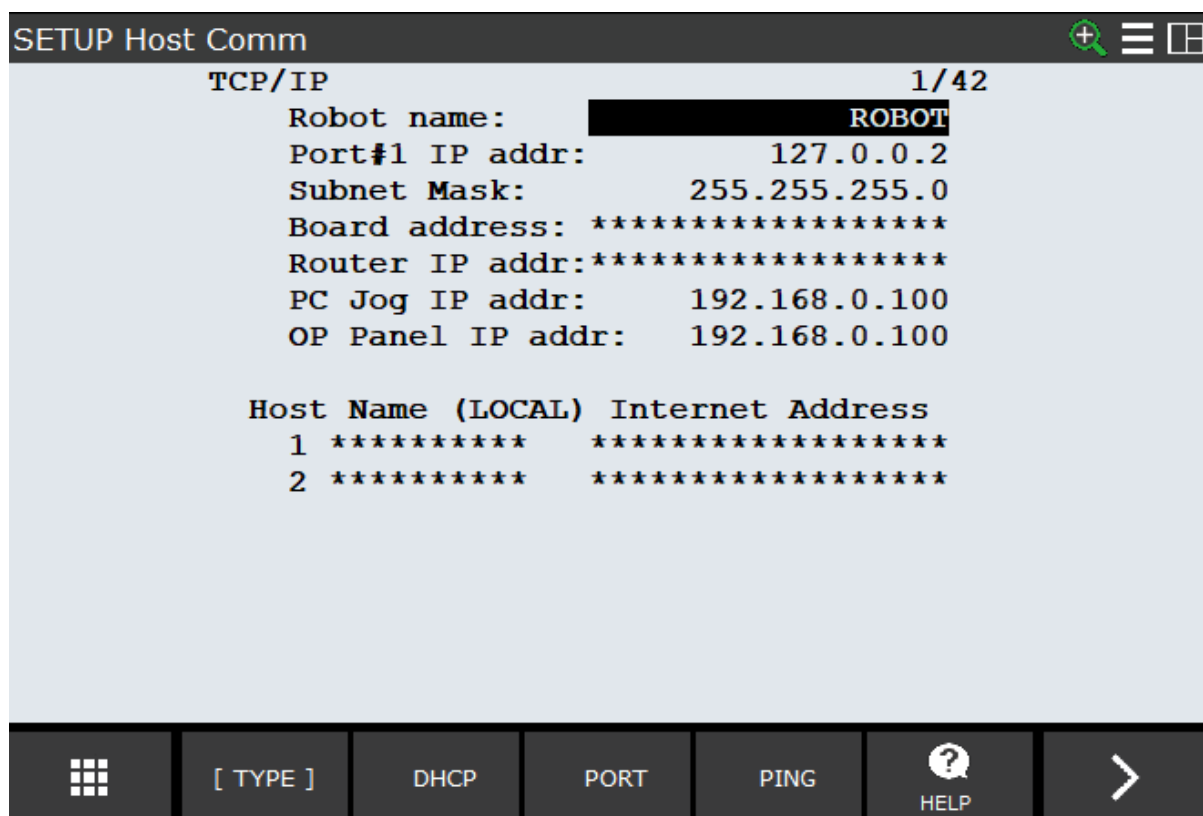 SETUP Host Comm
TCP/IP 1/42
Robot name: ROBOT
Port#1 IP addr: 127.0.0.2
Subnet Mask: 255.255.255.0
Board address: ******************
Router IP addr:******************
PC Jog IP addr: 192.168.0.100
OP Panel IP addr: 192.168.0.100
Host Name (LOCAL) Internet Address
1 ********** ******************
2 ********** ******************
[ TYPE ] DHCP PORT PING HELP